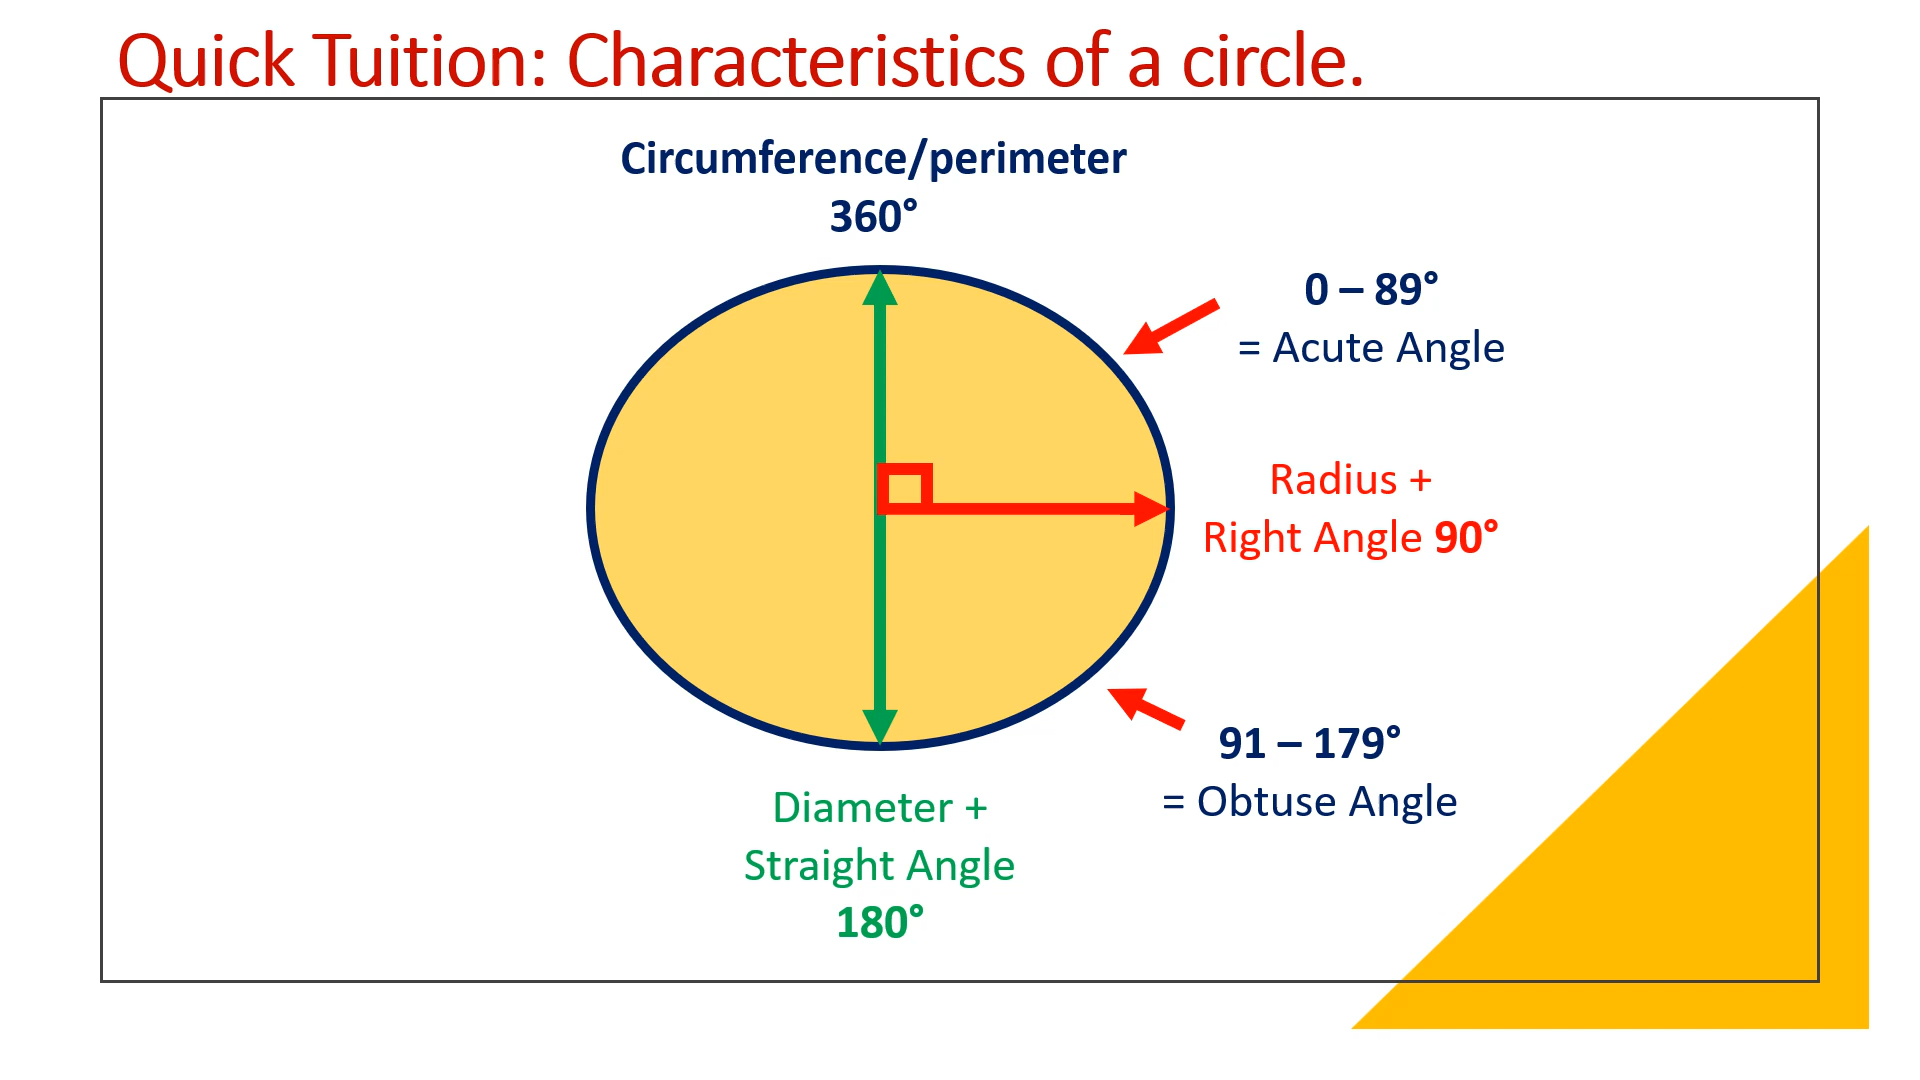 Quick Tuition: Characteristics of a circle.
Circumference/perimeter
360°
0 – 89°
= Acute Angle
Radius +
Right Angle 90°
91 – 179°
= Obtuse Angle
Diameter +
Straight Angle
180°